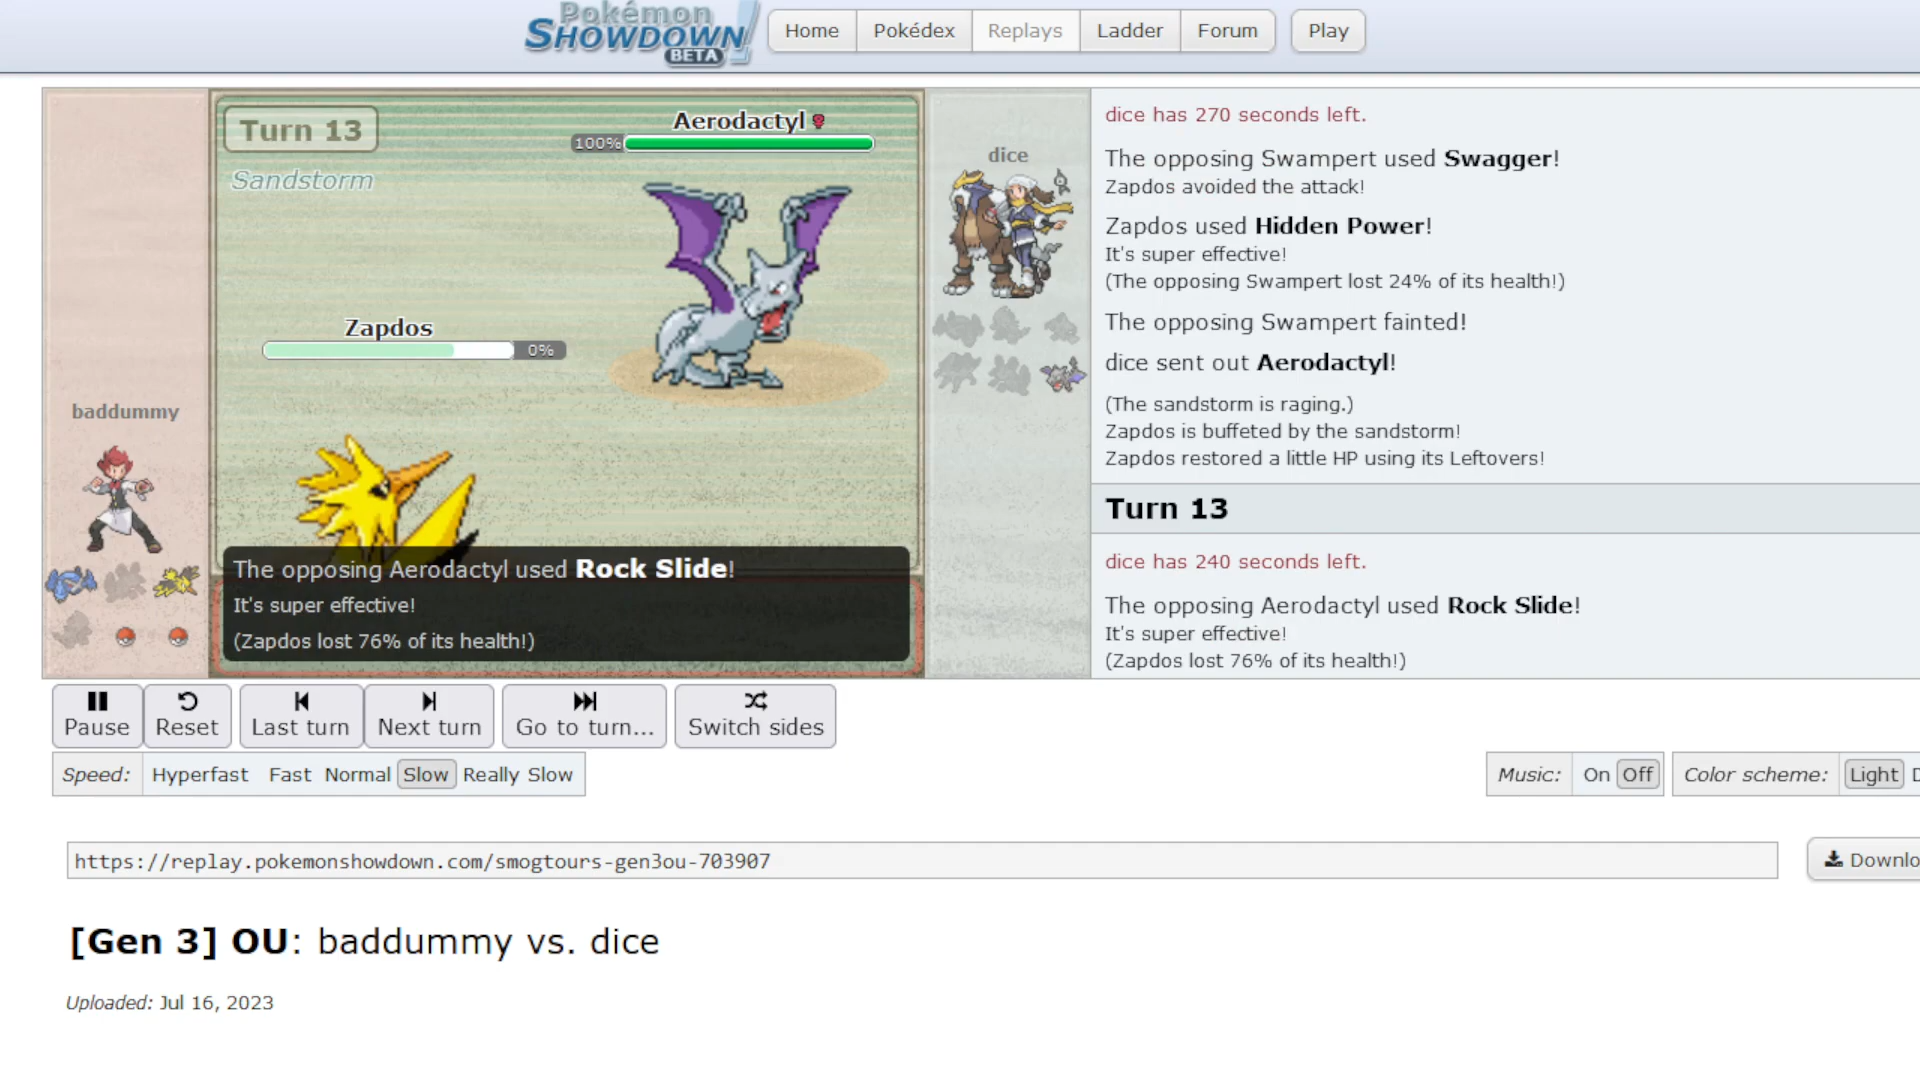 Pokémon
SHOWDOWN!
BETA
Home
Pokédex
Replays
Ladder
Forum
Play
Turn 13
Sandstorm
Aerodactyl
100%
Zapdos
0%
baddummy
dice
The opposing Aerodactyl used Rock Slide!
It's super effective!
(Zapdos lost 76% of its health!)
dice has 270 seconds left.
The opposing Swampert used Swagger!
Zapdos avoided the attack!
Zapdos used Hidden Power!
It's super effective!
(The opposing Swampert lost 24% of its health!)
The opposing Swampert fainted!
dice sent out Aerodactyl!
(The sandstorm is raging.)
Zapdos is buffeted by the sandstorm!
Zapdos restored a little HP using its Leftovers!
Turn 13
dice has 240 seconds left.
The opposing Aerodactyl used Rock Slide!
It's super effective!
(Zapdos lost 76% of its health!)
Pause
Reset
Last turn
Next turn
Go to turn...
Switch sides
Speed: Hyperfast Fast Normal Slow Really Slow
Music: On Off
Color scheme: Light D
https://replay.pokemonshowdown.com/smogtours-gen3ou-703907
Downlo
[Gen 3] OU: baddummy vs. dice
Uploaded: Jul 16, 2023